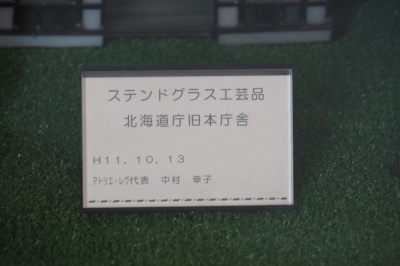 ステンドグラス工芸品
北海道庁旧本庁舎
H11．10．13
ｱﾄﾘｴ･ﾚｳﾞ代表　中村　幸子